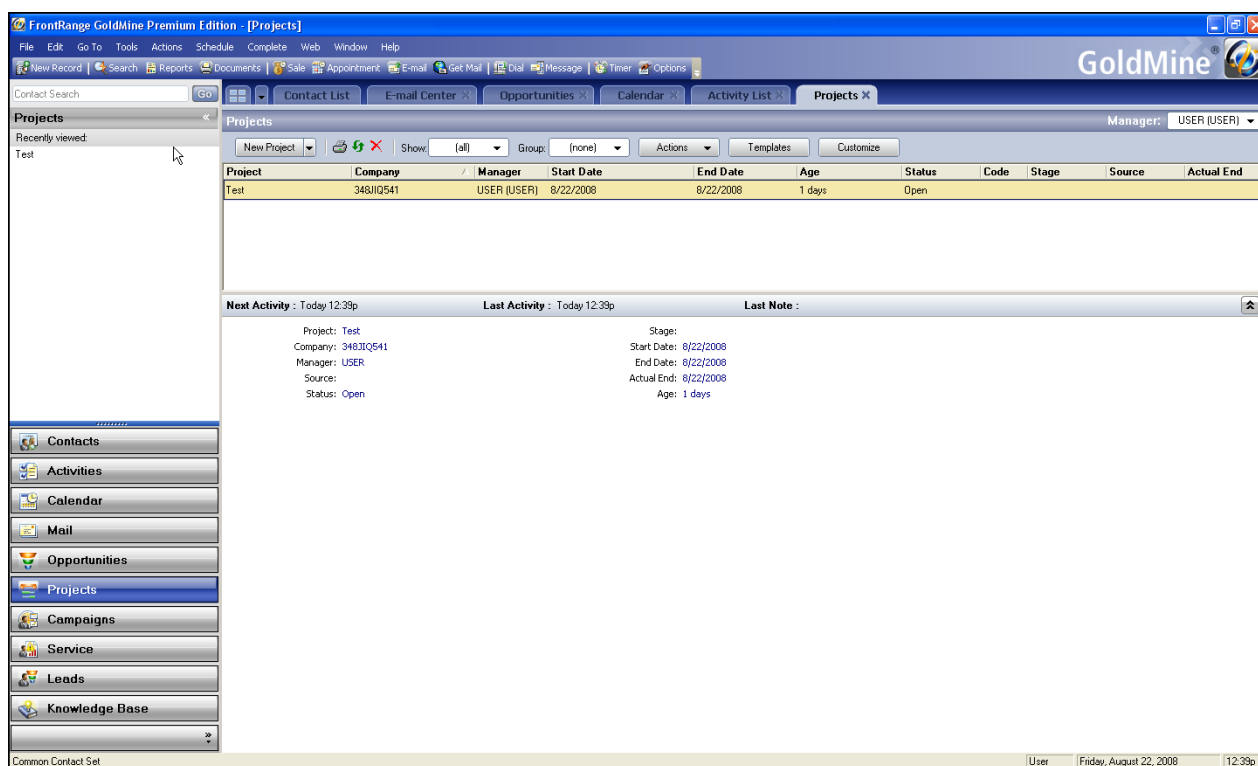 FrontRange GoldMine Premium Edition - [Projects]
File Edit Go To Tools Actions Schedule Complete Web Window Help
New Record Search Reports Documents Sale Appointment E-mail Get Mail Dial Message Timer Options
GoldMine®
Contact Search Go
Contact List E-mail Center Opportunities Calendar Activity List Projects
Projects «
Projects Manager: USER (USER)
Recently viewed:
Test
New Project Show: (all) Group: (none) Actions Templates Customize
Project Company Manager Start Date End Date Age Status Code Stage Source Actual End
Test 348JIQ541 USER (USER) 8/22/2008 8/22/2008 1 days Open
Next Activity : Today 12:39p Last Activity : Today 12:39p Last Note :
Project: Test Stage:
Company: 348JIQ541 Start Date: 8/22/2008
Manager: USER End Date: 8/22/2008
Source: Actual End: 8/22/2008
Status: Open Age: 1 days
Contacts
Activities
Calendar
Mail
Opportunities
Projects
Campaigns
Service
Leads
Knowledge Base
»
Common Contact Set User Friday, August 22, 2008 12:39p